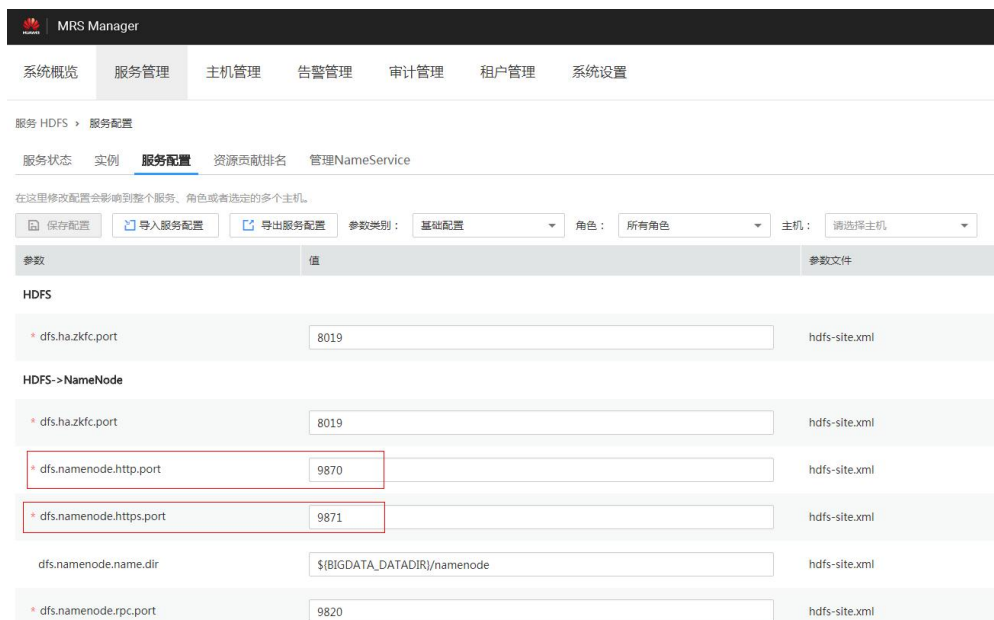 HUAWEI MRS Manager
系统概览 服务管理 主机管理 告警管理 审计管理 租户管理 系统设置
服务 HDFS › 服务配置
服务状态 实例 服务配置 资源贡献排名 管理NameService
在这里修改配置会影响到整个服务、角色或者选定的多个主机。
保存配置 导入服务配置 导出服务配置 参数类别： 基础配置 角色： 所有角色 主机： 请选择主机
参数 值 参数文件
HDFS
* dfs.ha.zkfc.port 8019 hdfs-site.xml
HDFS->NameNode
* dfs.ha.zkfc.port 8019 hdfs-site.xml
* dfs.namenode.http.port 9870 hdfs-site.xml
* dfs.namenode.https.port 9871 hdfs-site.xml
dfs.namenode.name.dir ${BIGDATA_DATADIR}/namenode hdfs-site.xml
* dfs.namenode.rpc.port 9820 hdfs-site.xml